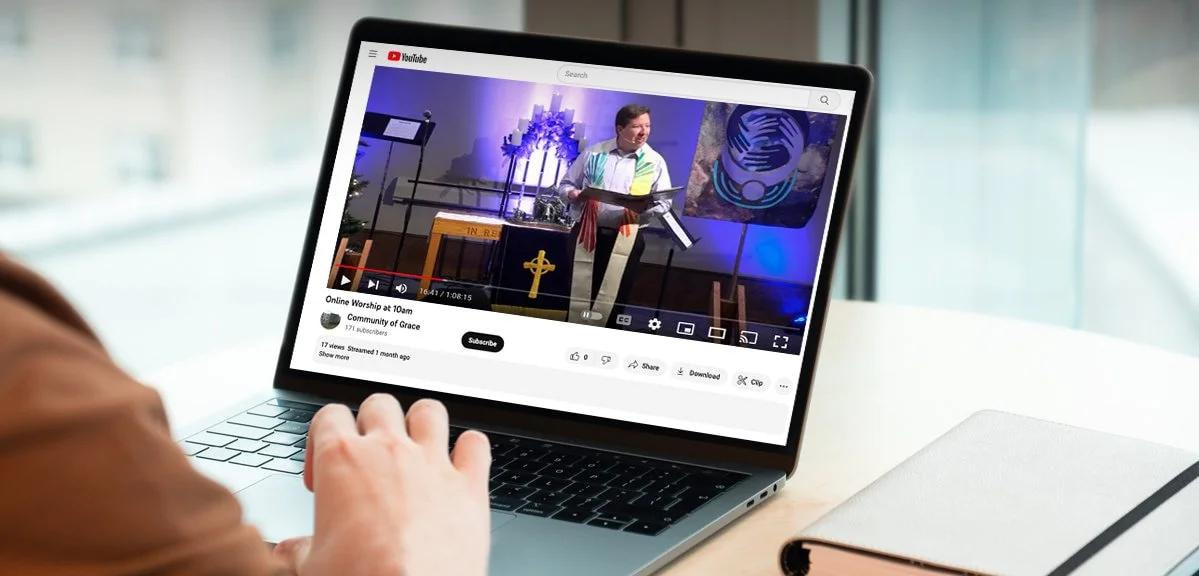 YouTube
Search
IN RE
16:41 / 1:08:15
CC
Online Worship at 10am
Community of Grace
171 subscribers
Subscribe
0
Share
Download
Clip
17 views Streamed 1 month ago
Show more